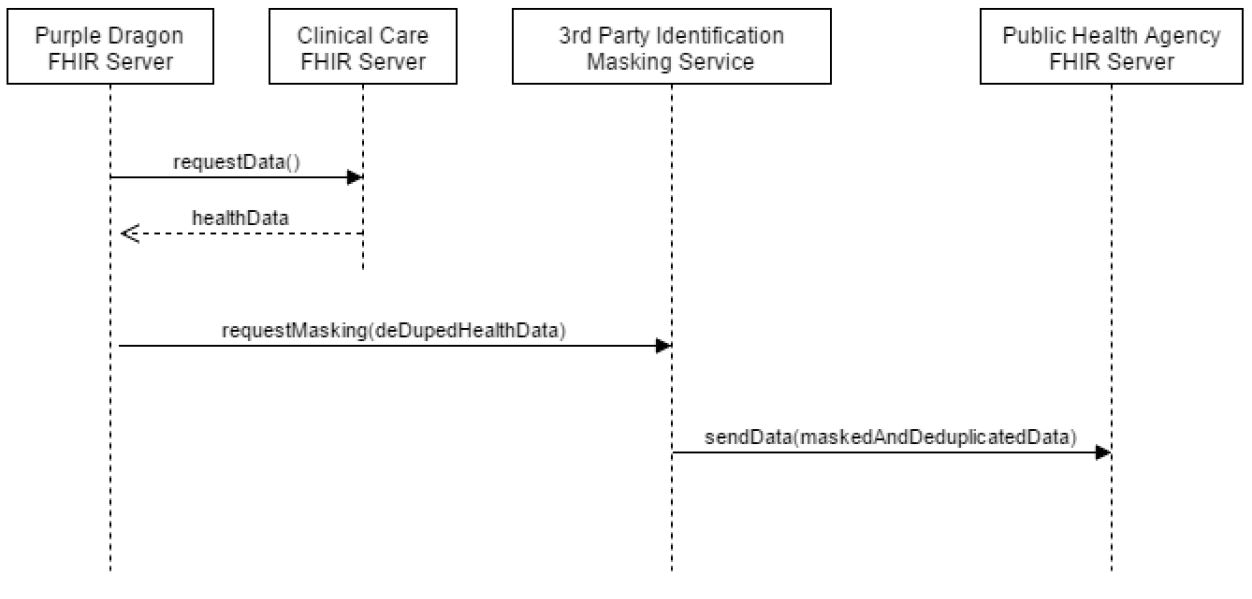 Purple Dragon
FHIR Server
Clinical Care
FHIR Server
3rd Party Identification
Masking Service
Public Health Agency
FHIR Server
requestData()
healthData
requestMasking(deDupedHealthData)
sendData(maskedAndDeduplicatedData)